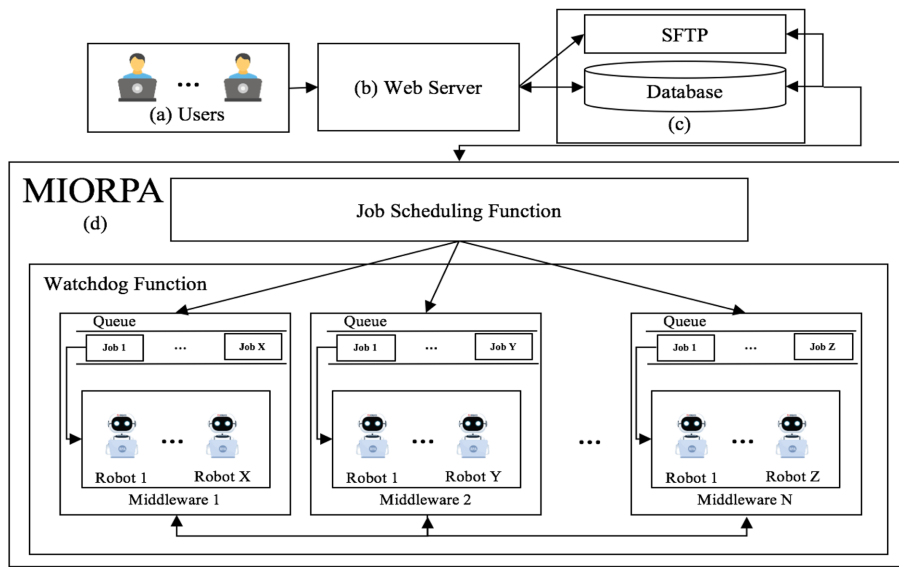 (a) Users
(b) Web Server
SFTP
Database
(c)
MIORPA
(d)
Job Scheduling Function
Watchdog Function
Queue
Job 1 ... Job X
Robot 1 ... Robot X
Middleware 1
Queue
Job 1 ... Job Y
Robot 1 ... Robot Y
Middleware 2
...
Queue
Job 1 ... Job Z
Robot 1 ... Robot Z
Middleware N